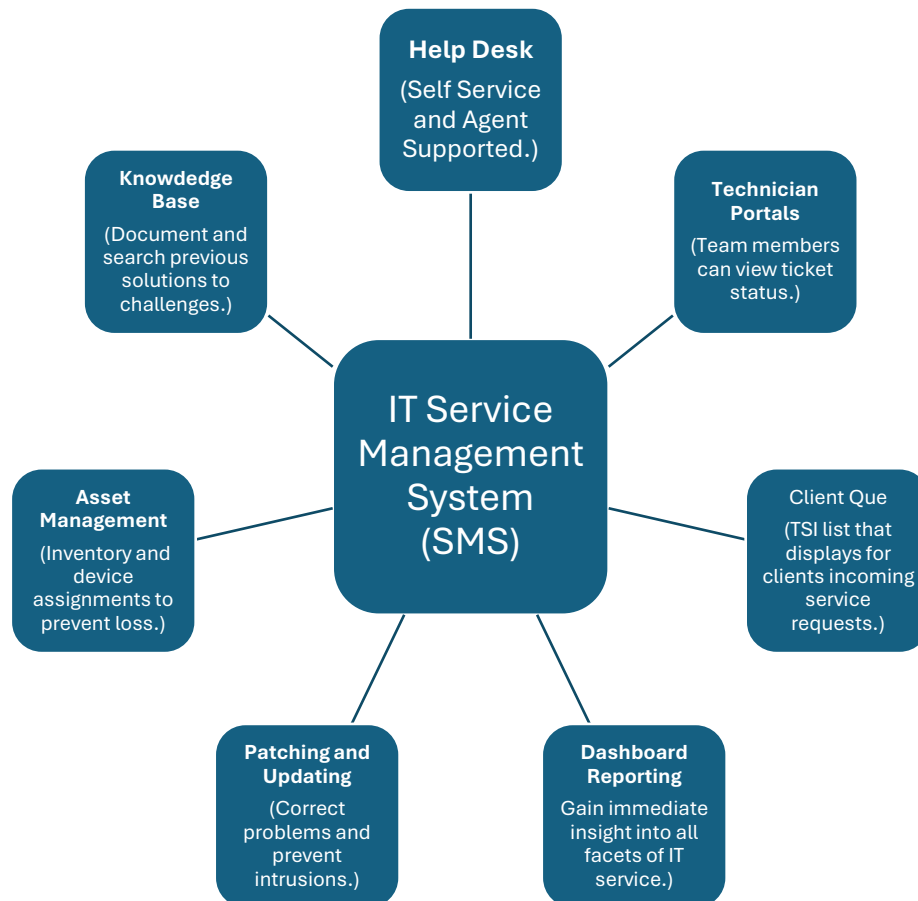 Help Desk
(Self Service
and Agent
Supported.)
Knowdedge
Base
(Document and
search previous
solutions to
challenges.)
Technician
Portals
(Team members
can view ticket
status.)
IT Service
Management
System
(SMS)
Asset
Management
(Inventory and
device
assignments to
prevent loss.)
Client Que
(TSI list that
displays for
clients incoming
service
requests.)
Patching and
Updating
(Correct
problems and
prevent
intrusions.)
Dashboard
Reporting
Gain immediate
insight into all
facets of IT
service.)